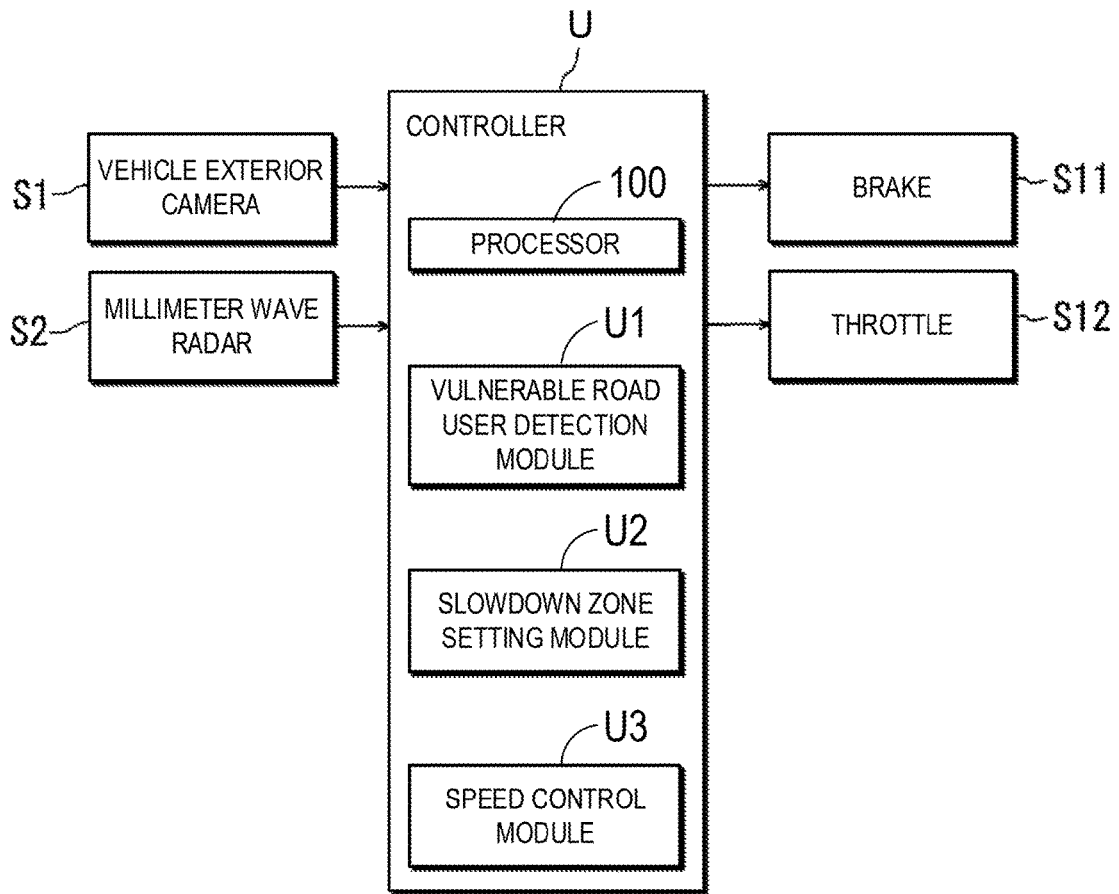 U
CONTROLLER
S1
VEHICLE EXTERIOR
CAMERA
S2
MILLIMETER WAVE
RADAR
100
PROCESSOR
U1
VULNERABLE ROAD
USER DETECTION
MODULE
U2
SLOWDOWN ZONE
SETTING MODULE
U3
SPEED CONTROL
MODULE
BRAKE
S11
THROTTLE
S12